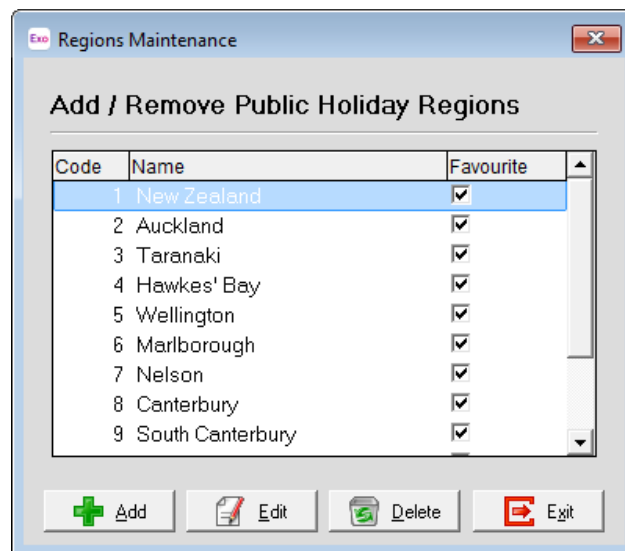 Exo Regions Maintenance
Add / Remove Public Holiday Regions
Code Name Favourite
1 New Zealand
2 Auckland
3 Taranaki
4 Hawkes' Bay
5 Wellington
6 Marlborough
7 Nelson
8 Canterbury
9 South Canterbury
Add Edit Delete Exit